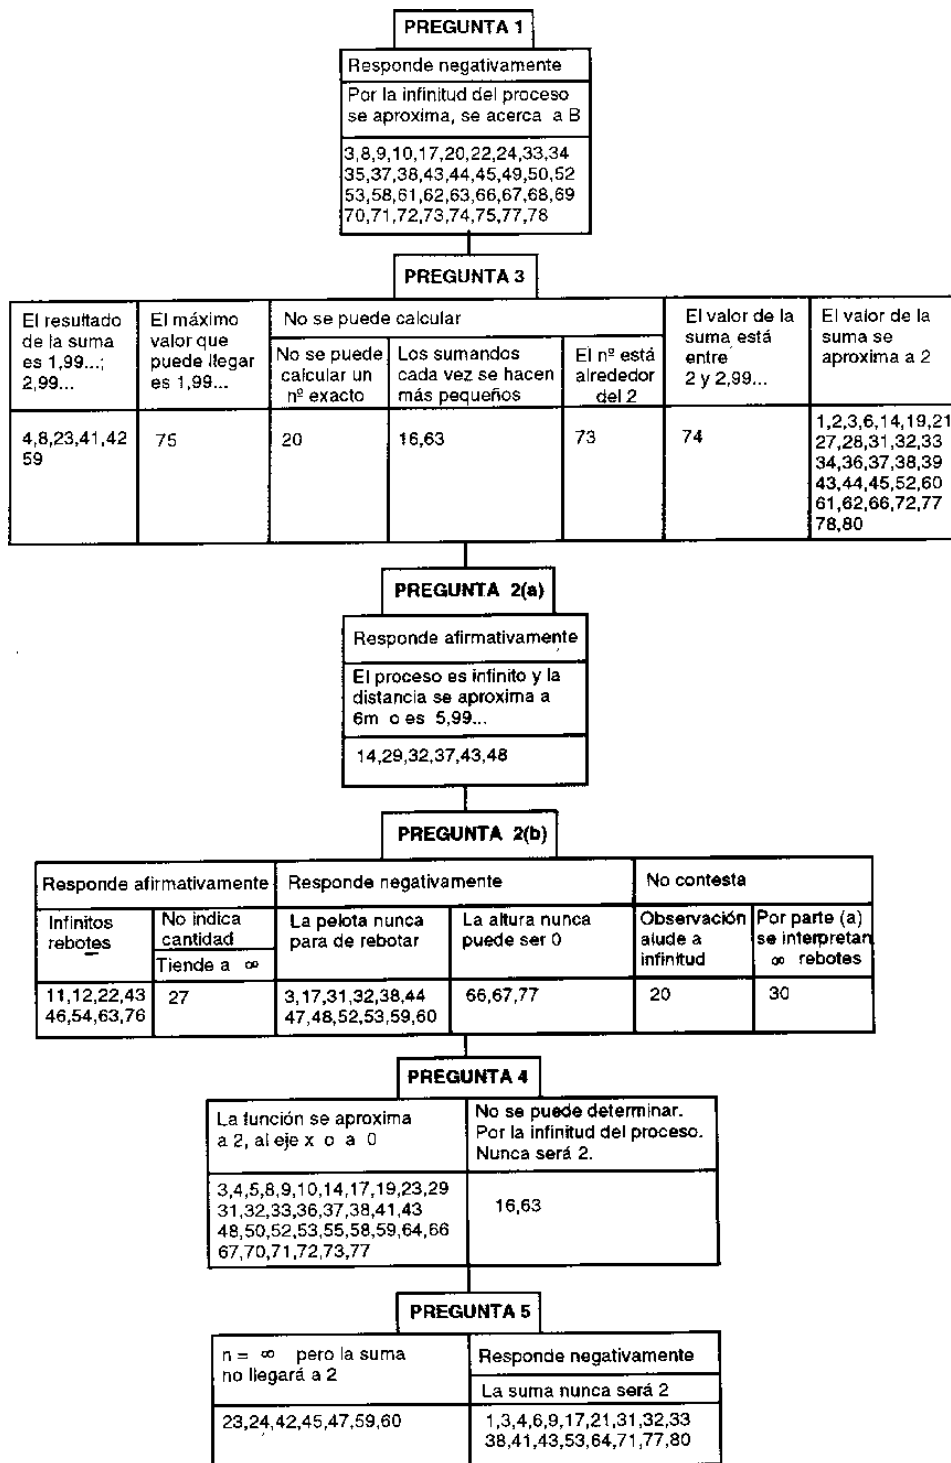 PREGUNTA 1
Responde negativamente
Por la infinitud del proceso
se aproxima, se acerca a B
3,8,9,10,17,20,22,24,33,34
35,37,38,43,44,45,49,50,52
53,58,61,62,63,66,67,68,69
70,71,72,73,74,75,77,78
PREGUNTA 3
El resultado
de la suma
es 1,99...;
2,99...
El máximo
valor que
puede llegar
es 1,99...
No se puede calcular
No se puede
calcular un
nº exacto
Los sumandos
cada vez se hacen
más pequeños
El nº está
alrededor
del 2
El valor de la
suma está
entre
2 y 2,99...
El valor de la
suma se
aproxima a 2
4,8,23,41,42
59
75
20
16,63
73
74
1,2,3,6,14,19,21
27,28,31,32,33
34,36,37,38,39
43,44,45,52,60
61,62,66,72,77
78,80
PREGUNTA 2(a)
Responde afirmativamente
El proceso es infinito y la
distancia se aproxima a
6m o es 5,99...
14,29,32,37,43,48
PREGUNTA 2(b)
Responde afirmativamente
Responde negativamente
No contesta
Infinitos
rebotes
No indica
cantidad
Tiende a ∞
La pelota nunca
para de rebotar
La altura nunca
puede ser 0
Observación
alude a
infinitud
Por parte (a)
se interpretan
∞ rebotes
11,12,22,43
46,54,63,76
27
3,17,31,32,38,44
47,48,52,53,59,60
66,67,77
20
30
PREGUNTA 4
La función se aproxima
a 2, al eje x o a 0
No se puede determinar.
Por la infinitud del proceso.
Nunca será 2.
3,4,5,8,9,10,14,17,19,23,29
31,32,33,36,37,38,41,43
48,50,52,53,55,58,59,64,66
67,70,71,72,73,77
16,63
PREGUNTA 5
n = ∞ pero la suma
no llegará a 2
Responde negativamente
La suma nunca será 2
23,24,42,45,47,59,60
1,3,4,6,9,17,21,31,32,33
38,41,43,53,64,71,77,80